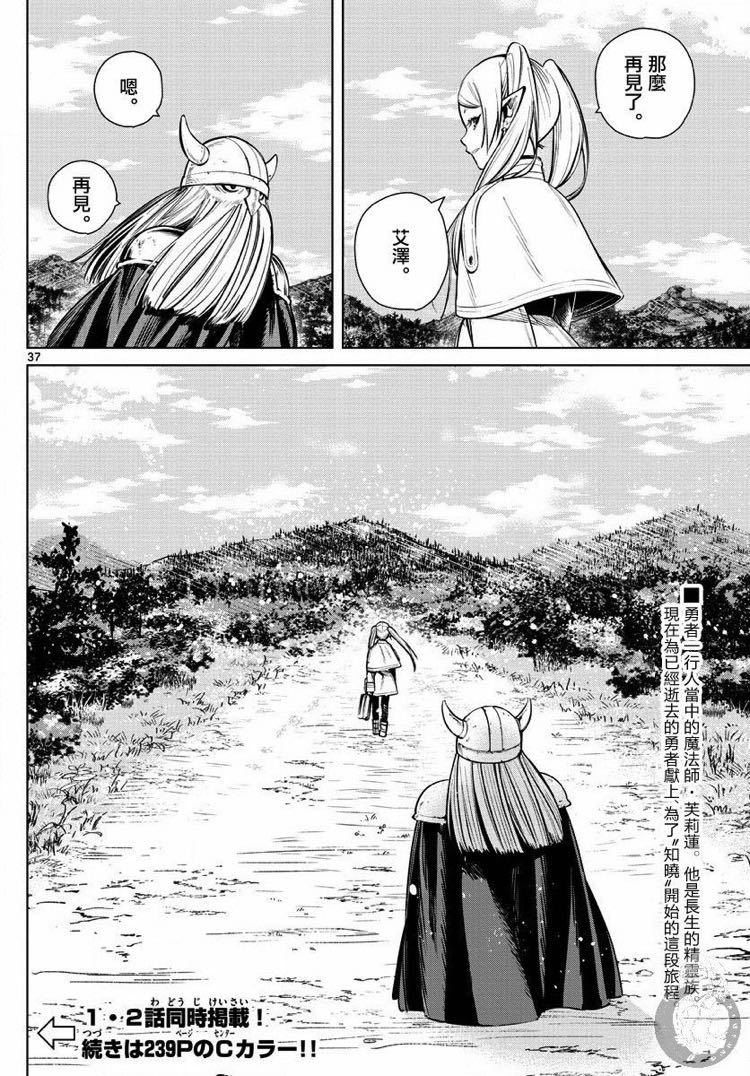 那麼
再見了。
艾澤。
嗯。
再見。
37
■勇者一行人當中的魔法師・芙莉蓮。他是長生的精靈族。
現在為已經逝去的勇者獻上、為了〝知曉〞開始的這段旅程
1・2話同時掲載！
わどうじけいさい
続きは239PのCカラー!!
つづ ページ センター